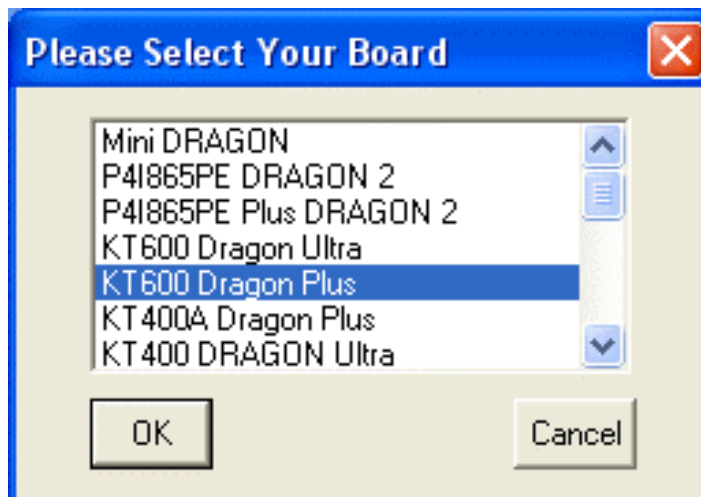 Please Select Your Board
Mini DRAGON
P4I865PE DRAGON 2
P4I865PE Plus DRAGON 2
KT600 Dragon Ultra
KT600 Dragon Plus
KT400A Dragon Plus
KT400 DRAGON Ultra
OK
Cancel